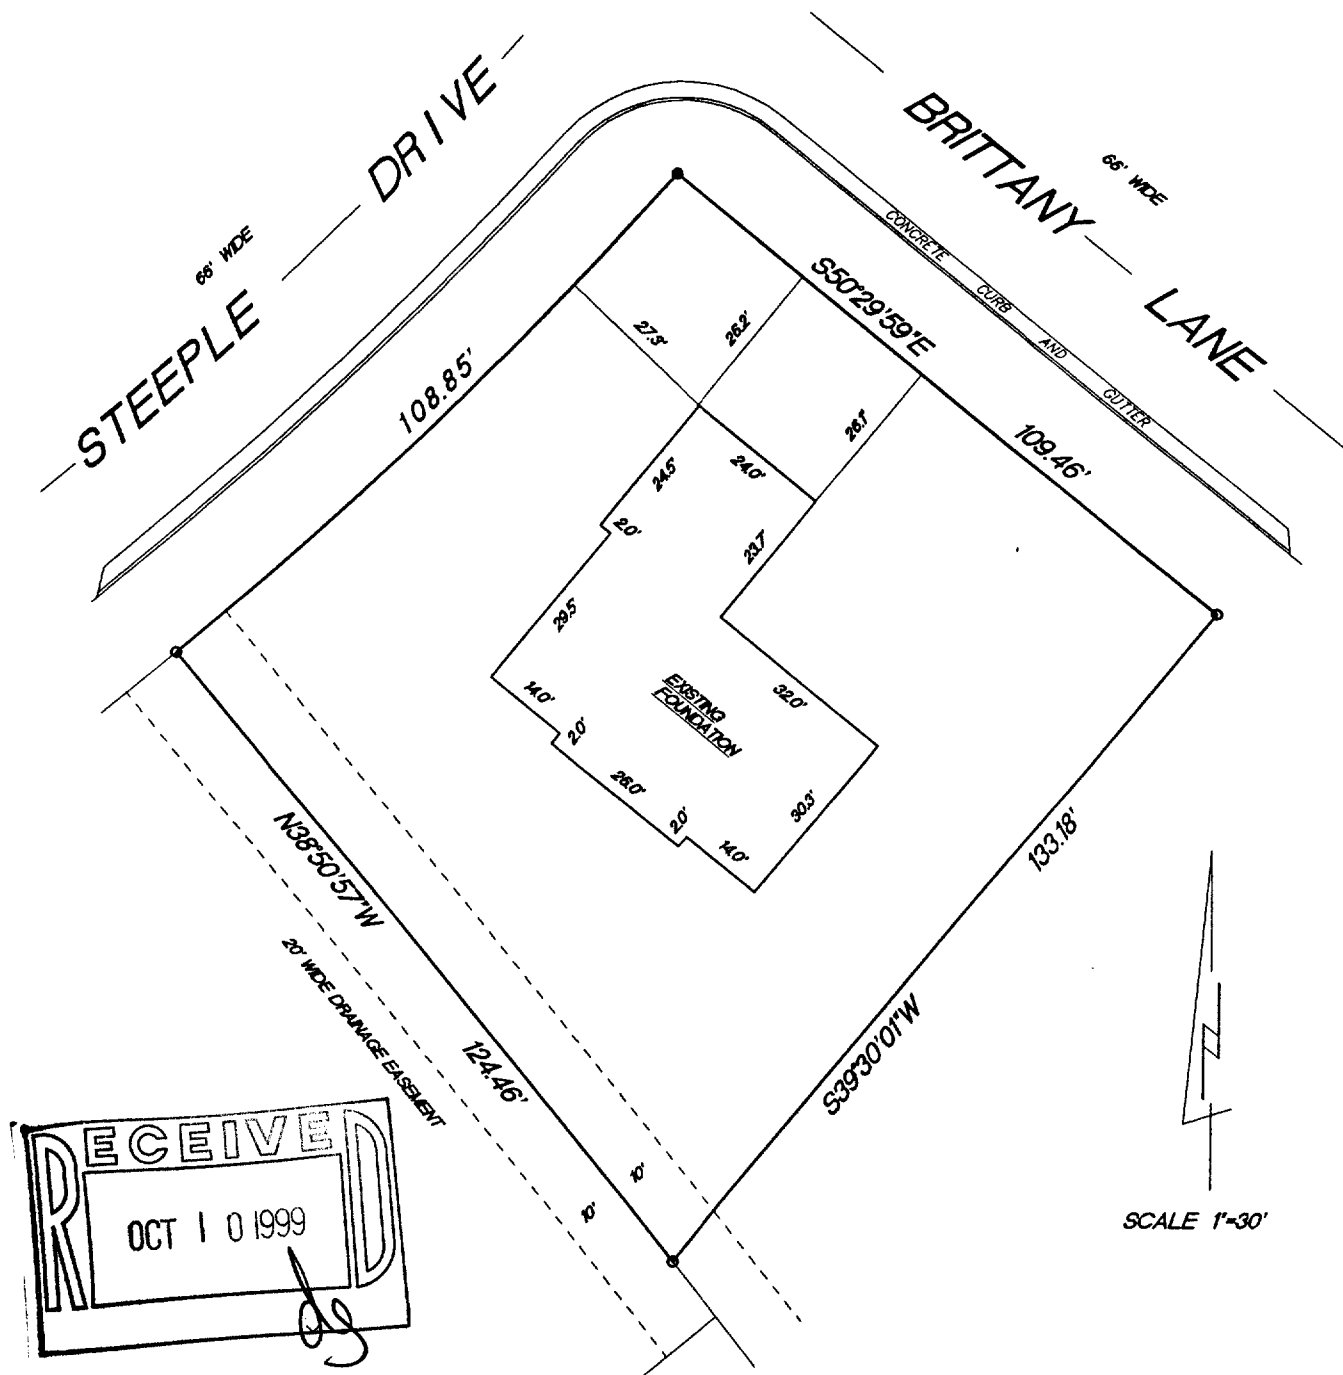 STEEPLE DRIVE
66' WIDE
BRITTANY LANE
66' WIDE
CONCRETE CURB AND GUTTER
S50°29'59"E
109.46'
108.85'
27.3'
26.2'
26.1'
24.5'
24.0'
2.0'
23.7'
29.5'
14.0'
2.0'
26.0'
2.0'
14.0'
30.3'
32.0'
EXISTING
FOUNDATION
133.18'
S39°30'01"W
N38°50'57"W
124.46'
20' WIDE DRAINAGE EASEMENT
10'
10'
SCALE 1"=30'
RECEIVED
OCT 10 1999